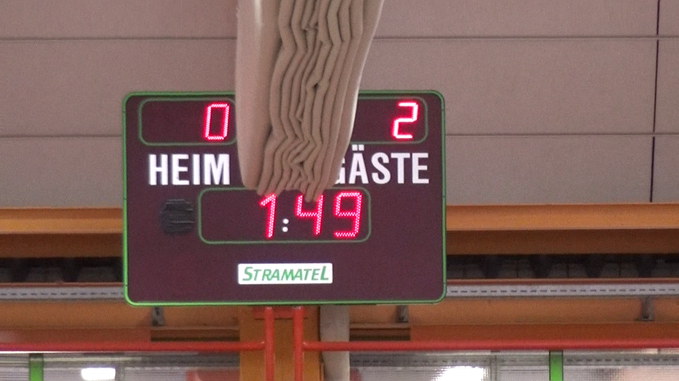 0 2
HEIM GÄSTE
1:49
STRAMATEL